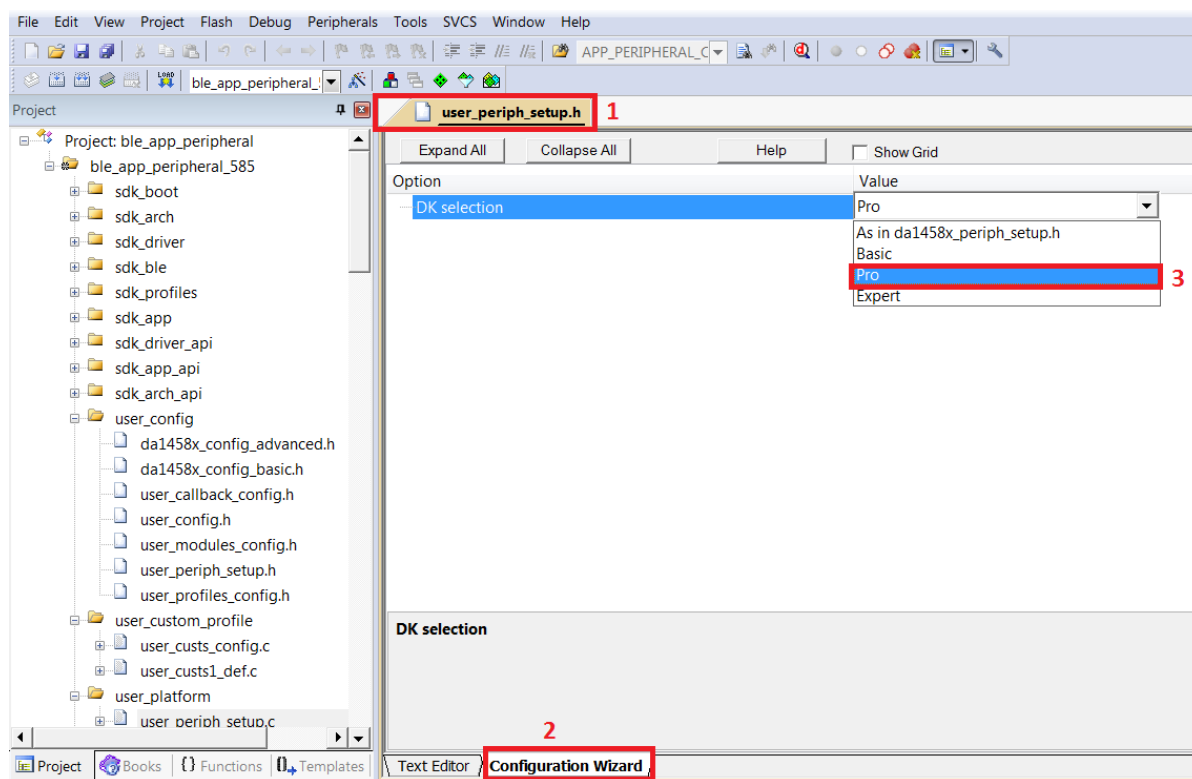 File Edit View Project Flash Debug Peripherals Tools SVCS Window Help
APP_PERIPHERAL_C
LOAD ble_app_peripheral_5
Project
user_periph_setup.h 1
Project: ble_app_peripheral
ble_app_peripheral_585
sdk_boot
sdk_arch
sdk_driver
sdk_ble
sdk_profiles
sdk_app
sdk_driver_api
sdk_app_api
sdk_arch_api
user_config
da1458x_config_advanced.h
da1458x_config_basic.h
user_callback_config.h
user_config.h
user_modules_config.h
user_periph_setup.h
user_profiles_config.h
user_custom_profile
user_custs_config.c
user_custs1_def.c
user_platform
user_periph_setup.c
Project Books {} Functions Templates
Expand All Collapse All Help Show Grid
Option Value
DK selection Pro
As in da1458x_periph_setup.h
Basic
Pro 3
Expert
DK selection
2
Text Editor Configuration Wizard